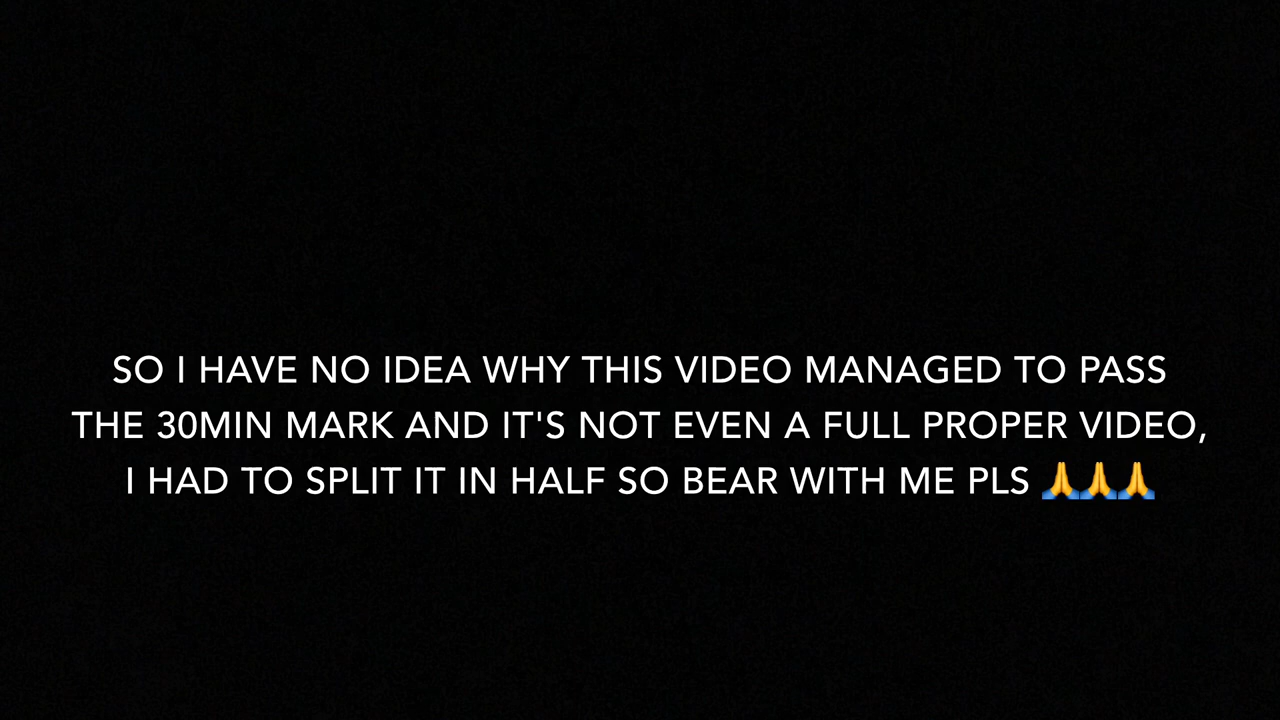 SO I HAVE NO IDEA WHY THIS VIDEO MANAGED TO PASS
THE 30MIN MARK AND IT'S NOT EVEN A FULL PROPER VIDEO,
I HAD TO SPLIT IT IN HALF SO BEAR WITH ME PLS 🙏🙏🙏